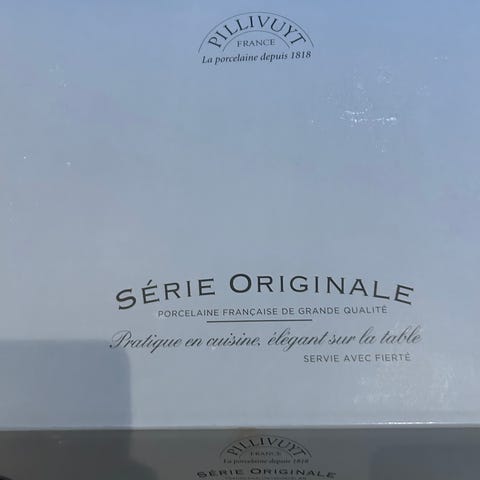 PILLIVUYT
FRANCE
La porcelaine depuis 1818
SÉRIE ORIGINALE
PORCELAINE FRANÇAISE DE GRANDE QUALITÉ
Pratique en cuisine, élégant sur la table
SERVIE AVEC FIERTÉ
PILLIVUYT
FRANCE
La porcelaine depuis 1818
SÉRIE ORIGINALE